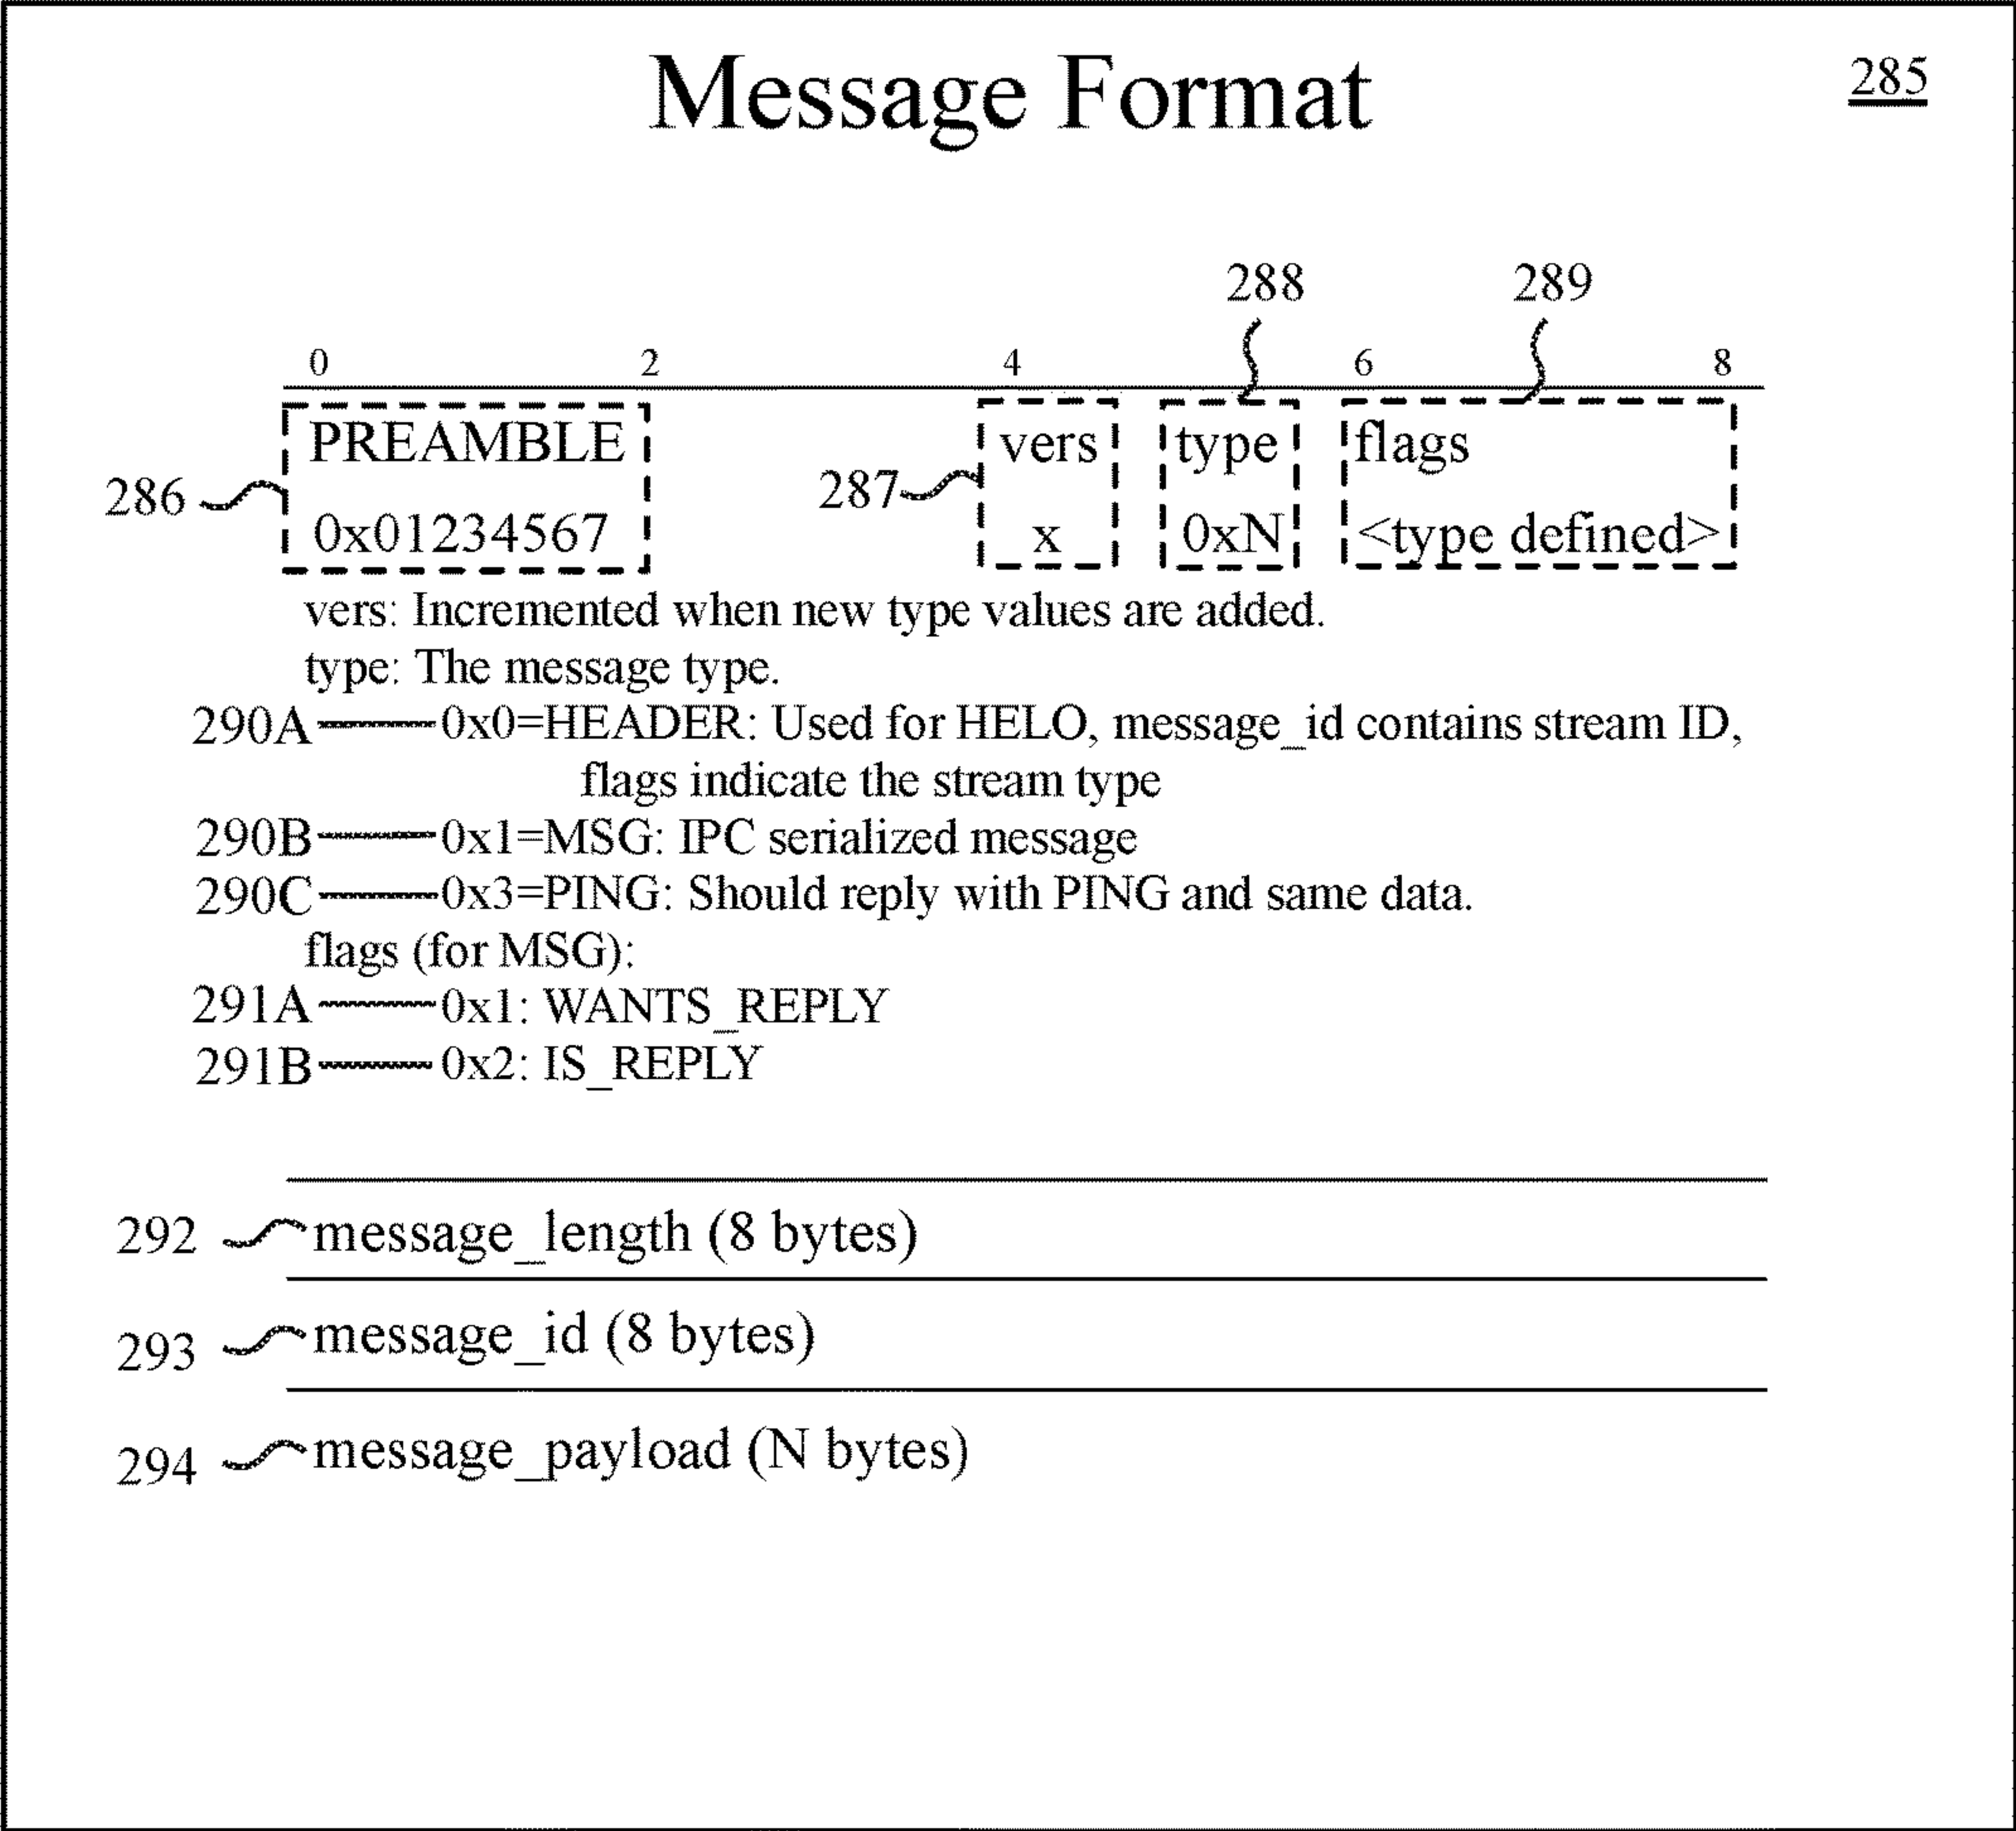 Message Format
285
288 289
0 2 4 6 8
PREAMBLE vers type flags
286 287
0x01234567 x 0xN <type defined>
vers: Incremented when new type values are added.
type: The message type.
290A 0x0=HEADER: Used for HELO, message_id contains stream ID,
flags indicate the stream type
290B 0x1=MSG: IPC serialized message
290C 0x3=PING: Should reply with PING and same data.
flags (for MSG):
291A 0x1: WANTS_REPLY
291B 0x2: IS_REPLY
292 message_length (8 bytes)
293 message_id (8 bytes)
294 message_payload (N bytes)